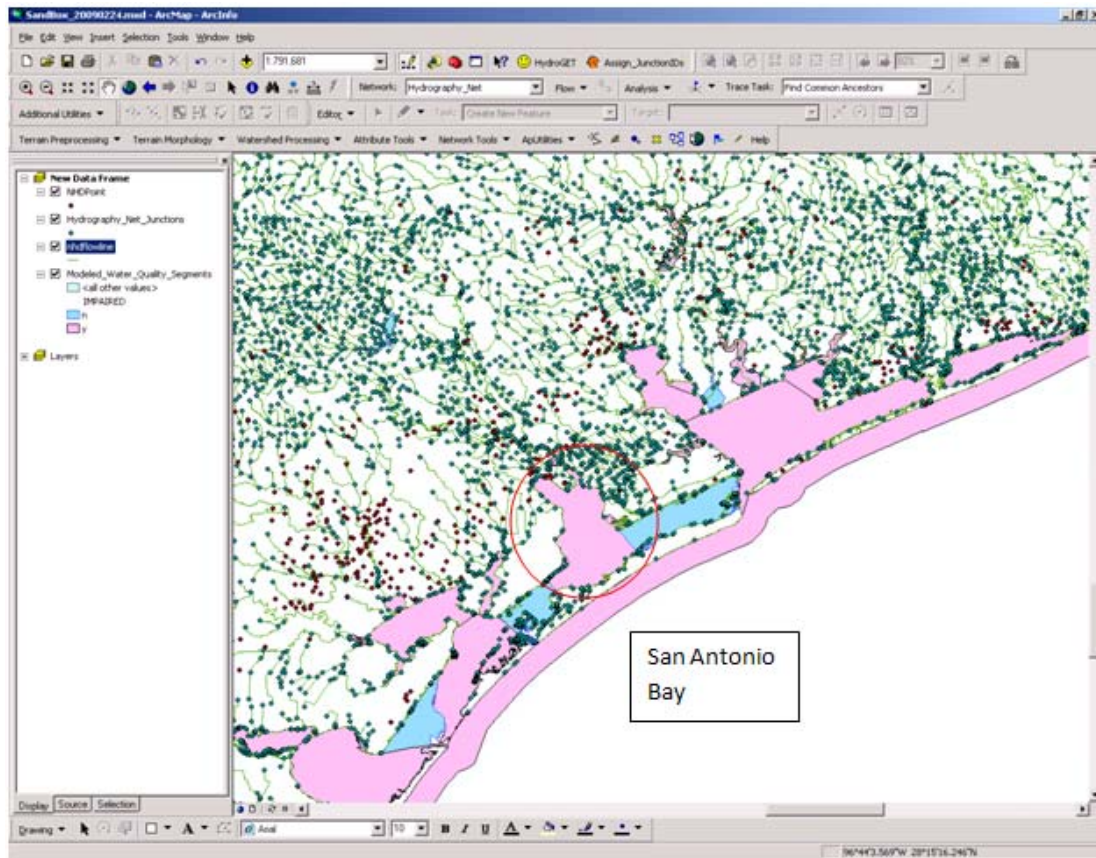 SandBox_20090224.mxd - ArcMap - ArcInfo
File Edit View Insert Selection Tools Window Help
1:791,681 HydroGET Assign_JunctionIDs
Network: Hydrography_Net Flow Analysis Trace Task: Find Common Ancestors
Additional Utilities Editor Task: Create New Feature Target:
Terrain Preprocessing Terrain Morphology Watershed Processing Attribute Tools Network Tools ApUtilities Help
New Data Frame
NHDPoint
Hydrography_Net_Junctions
nhdflowline
Modeled_Water_Quality_Segments
<all other values>
IMPAIRED
n
y
Layers
San Antonio
Bay
Display Source Selection
Drawing A Arial 10 B I U A
96°44'3.569"W 28°15'16.246"N